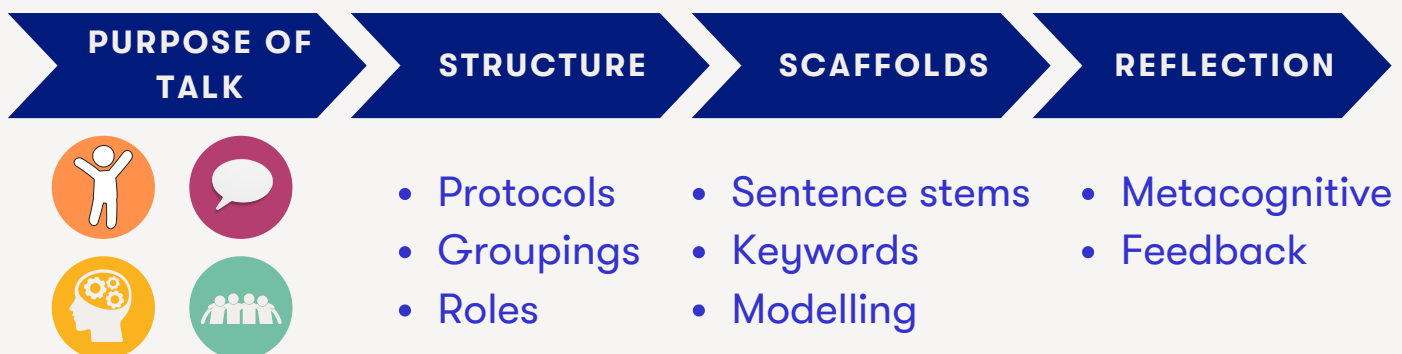 PURPOSE OF
TALK
STRUCTURE
SCAFFOLDS
REFLECTION
• Protocols
• Groupings
• Roles
• Sentence stems
• Keywords
• Modelling
• Metacognitive
• Feedback